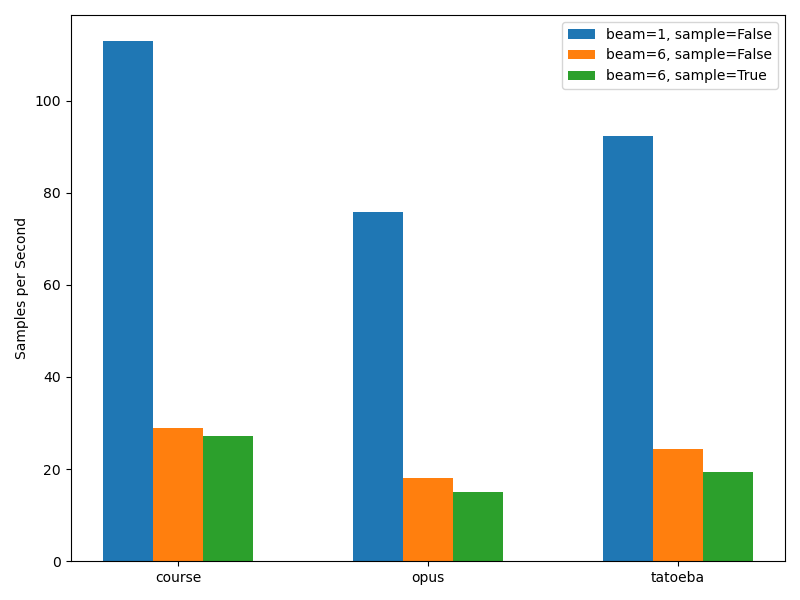 beam=1, sample=False
beam=6, sample=False
beam=6, sample=True
Samples per Second
100
80
60
40
20
0
course
opus
tatoeba